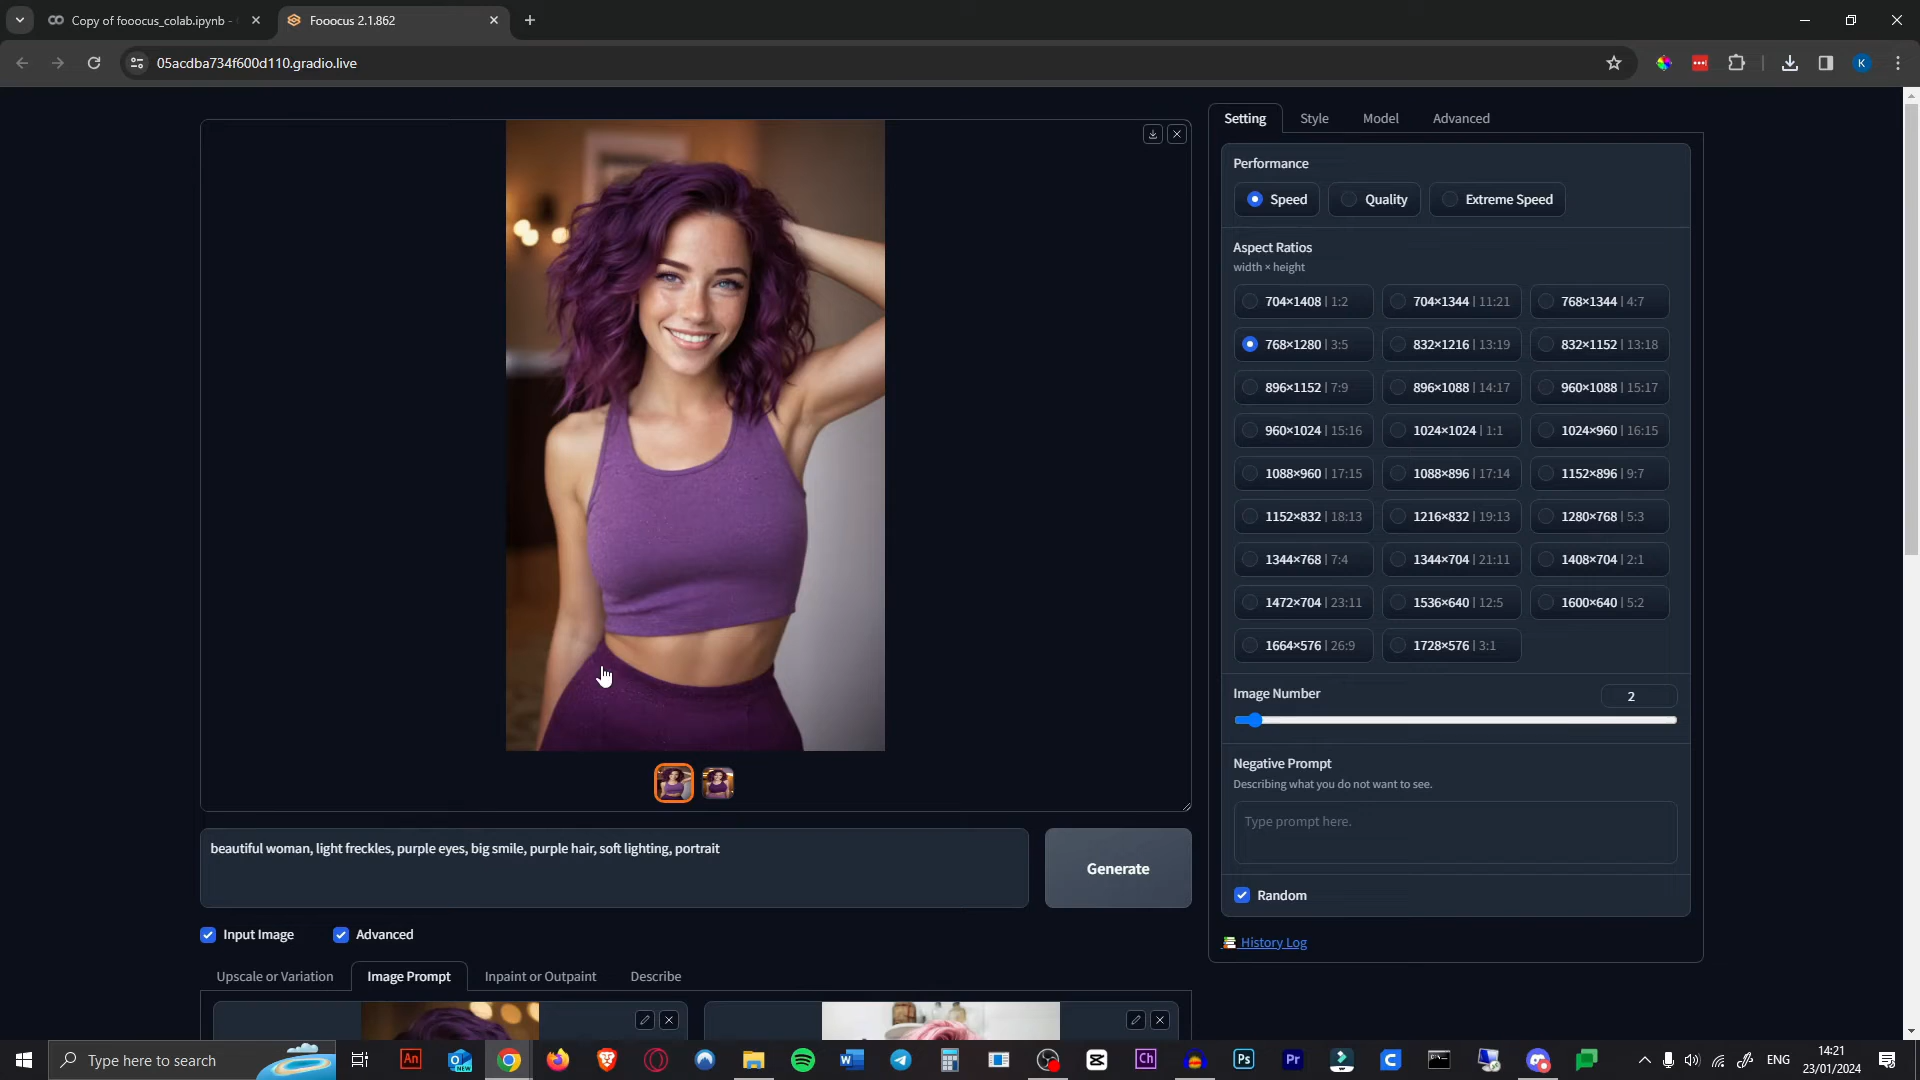 Copy of fooocus_colab.ipynb -
Fooocus 2.1.862
05acdba734f600d110.gradio.live
K
Setting
Style
Model
Advanced
Performance
Speed
Quality
Extreme Speed
Aspect Ratios
width × height
704×1408 | 1:2
704×1344 | 11:21
768×1344 | 4:7
768×1280 | 3:5
832×1216 | 13:19
832×1152 | 13:18
896×1152 | 7:9
896×1088 | 14:17
960×1088 | 15:17
960×1024 | 15:16
1024×1024 | 1:1
1024×960 | 16:15
1088×960 | 17:15
1088×896 | 17:14
1152×896 | 9:7
1152×832 | 18:13
1216×832 | 19:13
1280×768 | 5:3
1344×768 | 7:4
1344×704 | 21:11
1408×704 | 2:1
1472×704 | 23:11
1536×640 | 12:5
1600×640 | 5:2
1664×576 | 26:9
1728×576 | 3:1
Image Number
2
Negative Prompt
Describing what you do not want to see.
Type prompt here.
Random
History Log
beautiful woman, light freckles, purple eyes, big smile, purple hair, soft lighting, portrait
Generate
Input Image
Advanced
Upscale or Variation
Image Prompt
Inpaint or Outpaint
Describe
Type here to search
An
NEW
W
Ch
Ps
Pr
ENG
14:21
23/01/2024